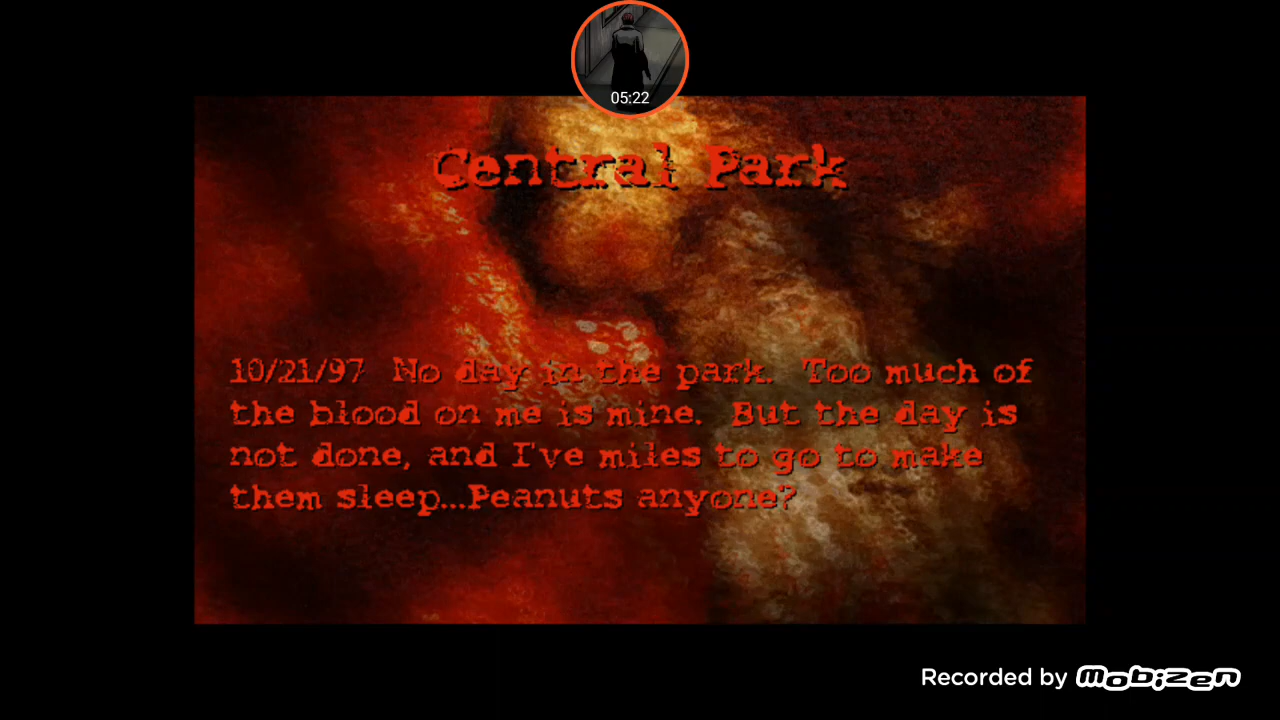 05:22
Central Park
10/21/97 No day in the park. Too much of
the blood on me is mine. But the day is
not done, and I've miles to go to make
them sleep...Peanuts anyone?
Recorded by mobizen